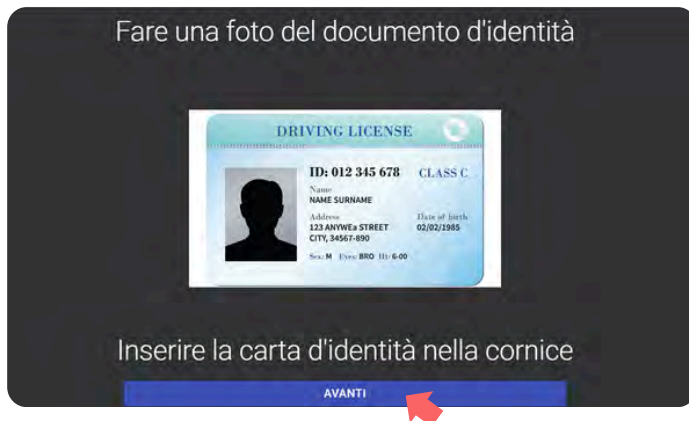 Fare una foto del documento d'identità
DRIVING LICENSE
ID: 012 345 678 CLASS C
Name
NAME SURNAME
Address Date of birth
123 ANYWEa STREET 02/02/1985
CITY, 34567-890
Sex: M Eyes: BRO Ht: 6-00
Inserire la carta d'identità nella cornice
AVANTI